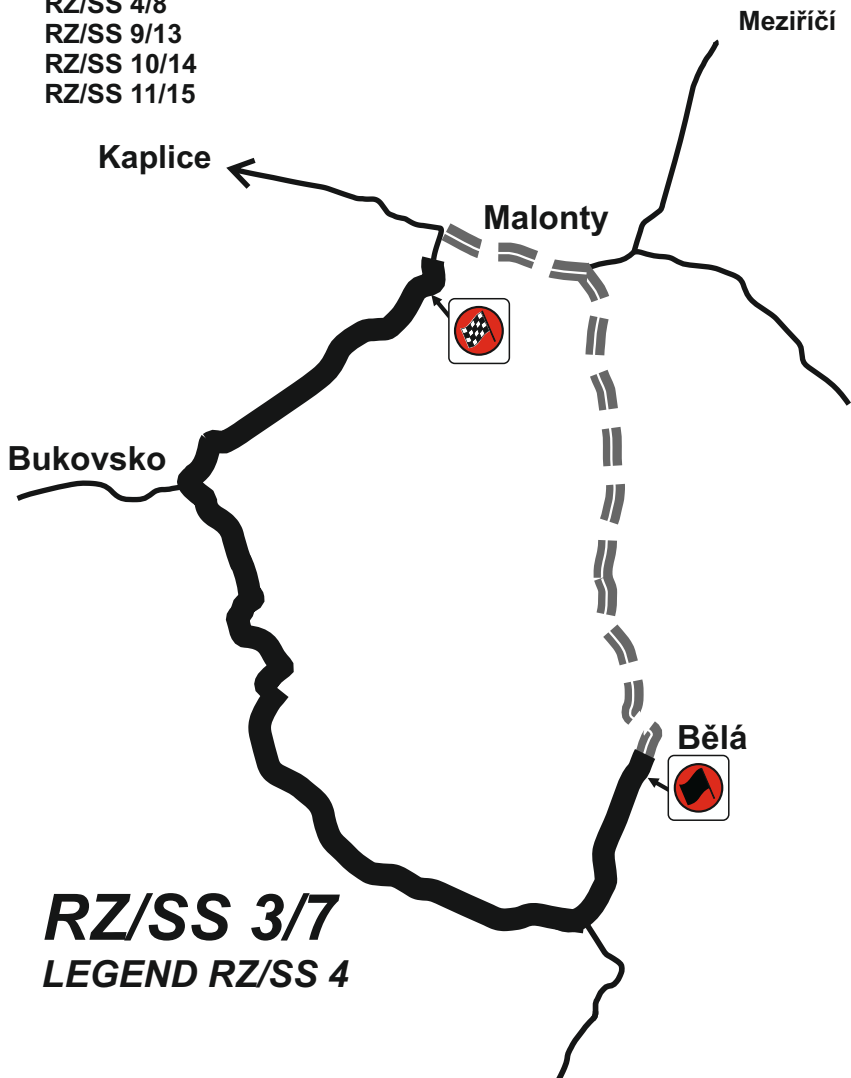 RZ/SS 4/8
RZ/SS 9/13
RZ/SS 10/14
RZ/SS 11/15
Meziříčí
Kaplice
Malonty
Bukovsko
Bělá
RZ/SS 3/7
LEGEND RZ/SS 4